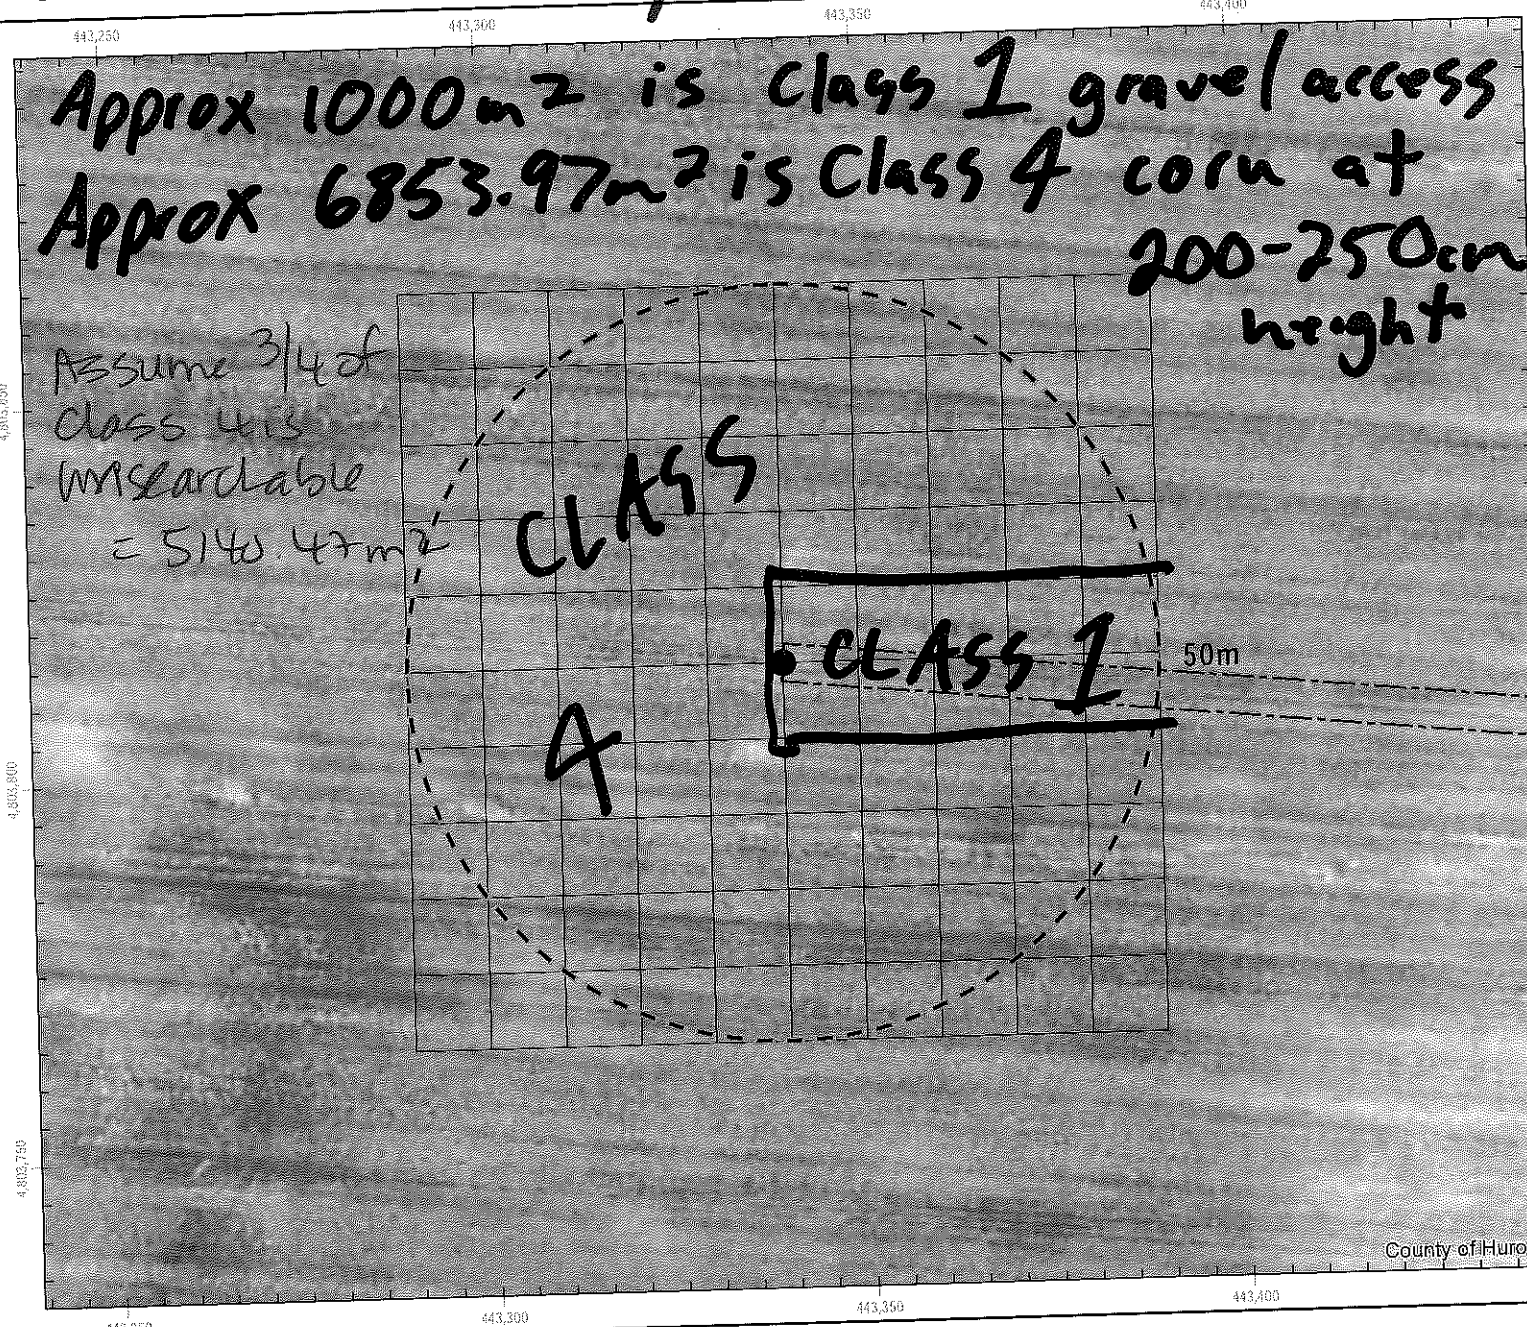 443,250 443,300 443,350 443,400
Approx 1000m² is Class 1 gravel access
Approx 6853.97m² is Class 4 corn at
200-250cm
height
Assume 3/4 of
class 4 is
unsearchable
= 5140.47m²
CLASS
4
CLASS 1
50m
4,803,800
4,803,750
County of Huro
443,300 443,350 443,400